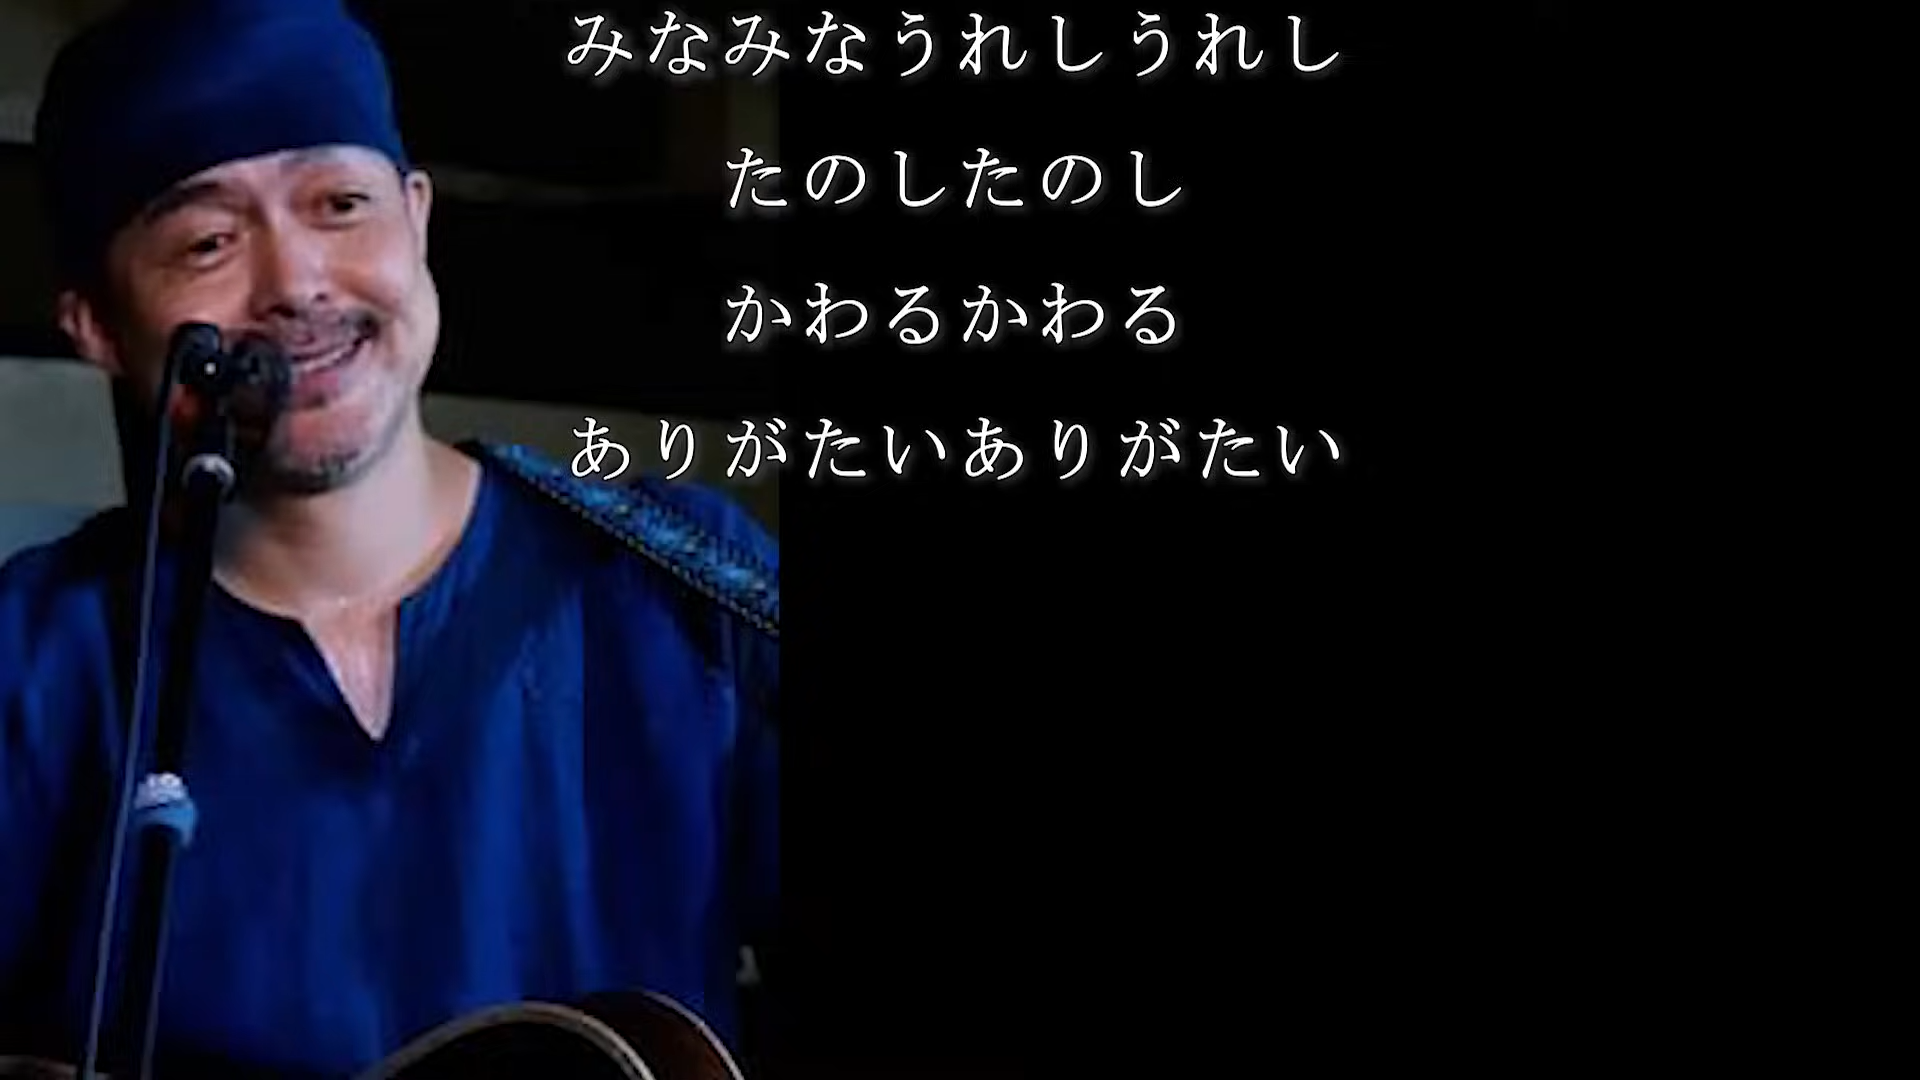 みなみなうれしうれし
たのしたのし
かわるかわる
ありがたいありがたい